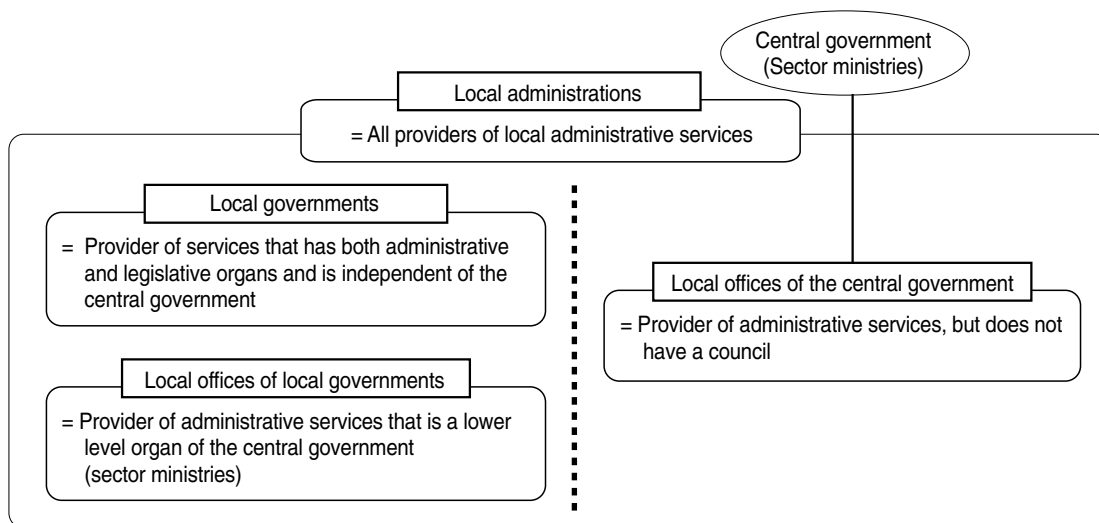 Central government
(Sector ministries)
Local administrations
= All providers of local administrative services
Local governments
= Provider of services that has both administrative
and legislative organs and is independent of the
central government
Local offices of local governments
= Provider of administrative services that is a lower
level organ of the central government
(sector ministries)
Local offices of the central government
= Provider of administrative services, but does not
have a council